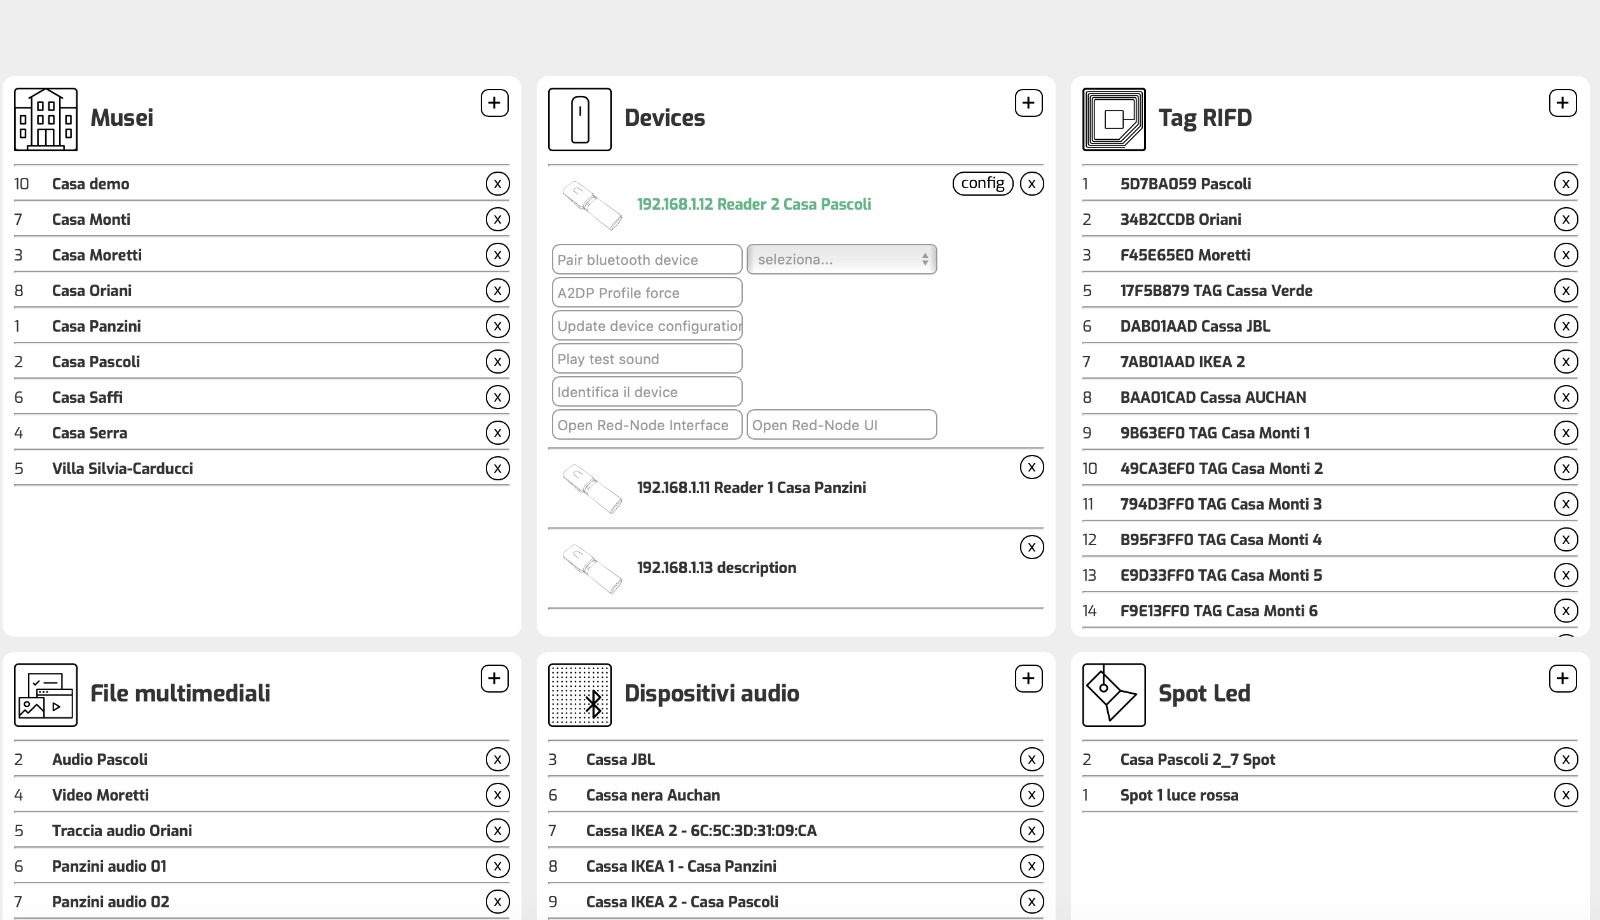 Musei
+
10 Casa demo x
7 Casa Monti x
3 Casa Moretti x
8 Casa Oriani x
1 Casa Panzini x
2 Casa Pascoli x
6 Casa Saffi x
4 Casa Serra x
5 Villa Silvia-Carducci x
Devices
+
config x
192.168.1.12 Reader 2 Casa Pascoli
Pair bluetooth device seleziona...
A2DP Profile force
Update device configuration
Play test sound
Identifica il device
Open Red-Node Interface Open Red-Node UI
x
192.168.1.11 Reader 1 Casa Panzini
x
192.168.1.13 description
Tag RIFD
+
1 5D7BA059 Pascoli x
2 34B2CCDB Oriani x
3 F45E65E0 Moretti x
5 17F5B879 TAG Cassa Verde x
6 DAB01AAD Cassa JBL x
7 7AB01AAD IKEA 2 x
8 BAA01CAD Cassa AUCHAN x
9 9B63EF0 TAG Casa Monti 1 x
10 49CA3EF0 TAG Casa Monti 2 x
11 794D3FF0 TAG Casa Monti 3 x
12 B95F3FF0 TAG Casa Monti 4 x
13 E9D33FF0 TAG Casa Monti 5 x
14 F9E13FF0 TAG Casa Monti 6 x
File multimediali
+
2 Audio Pascoli x
4 Video Moretti x
5 Traccia audio Oriani x
6 Panzini audio 01 x
7 Panzini audio 02 x
Dispositivi audio
+
3 Cassa JBL x
6 Cassa nera Auchan x
7 Cassa IKEA 2 - 6C:5C:3D:31:09:CA x
8 Cassa IKEA 1 - Casa Panzini x
9 Cassa IKEA 2 - Casa Pascoli x
Spot Led
+
2 Casa Pascoli 2_7 Spot x
1 Spot 1 luce rossa x